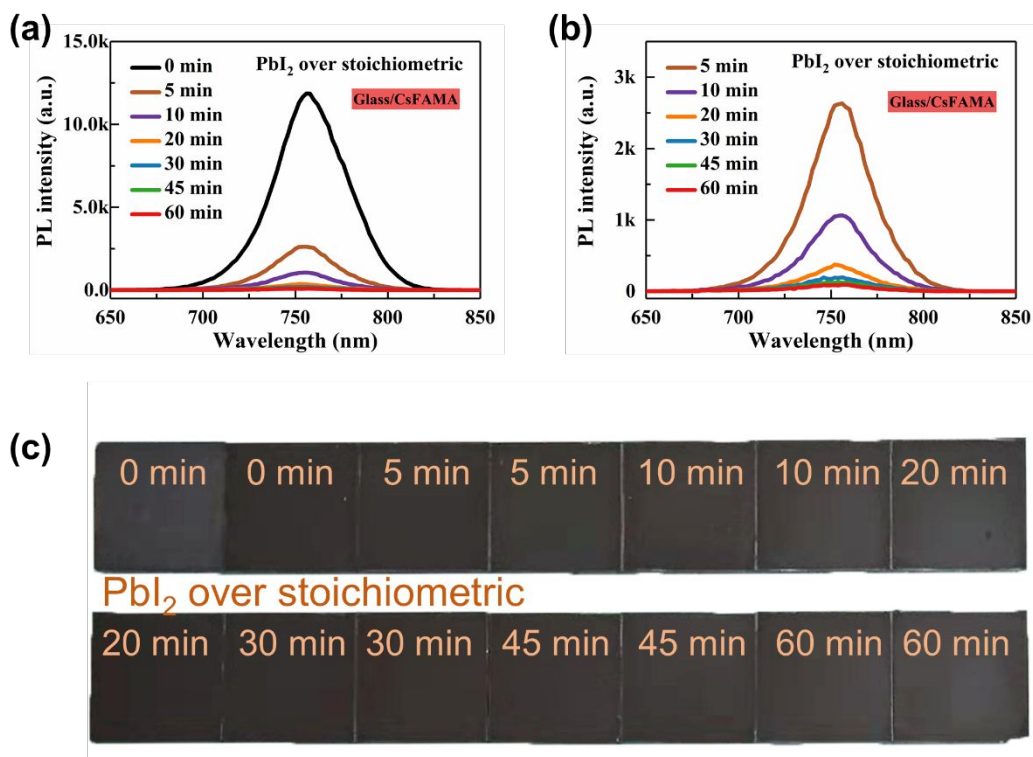 (a)
15.0k
10.0k
5.0k
0.0
PL intensity (a.u.)
0 min
5 min
10 min
20 min
30 min
45 min
60 min
PbI₂ over stoichiometric
Glass/CsFAMA
650 700 750 800 850
Wavelength (nm)
(b)
3k
2k
1k
0
PL intensity (a.u.)
5 min
10 min
20 min
30 min
45 min
60 min
PbI₂ over stoichiometric
Glass/CsFAMA
650 700 750 800 850
Wavelength (nm)
(c)
0 min 0 min 5 min 5 min 10 min 10 min 20 min
PbI₂ over stoichiometric
20 min 30 min 30 min 45 min 45 min 60 min 60 min